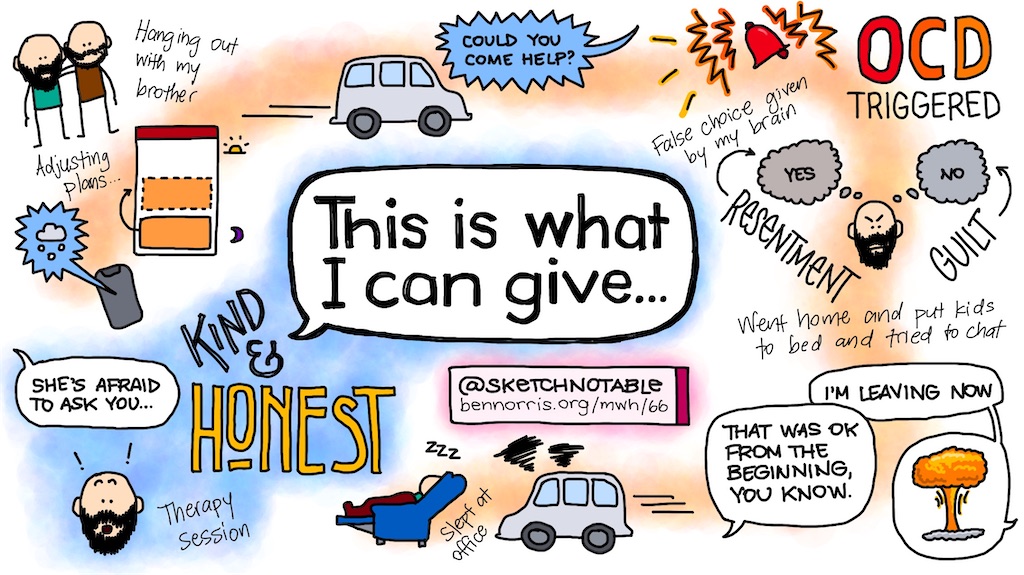 Hanging out
with my
brother
Adjusting
plans...
COULD YOU
COME HELP?
OCD
TRIGGERED
False choice given
by my brain
YES
NO
RESENTMENT
GUILT
Went home and put kids
to bed and tried to chat
I'M LEAVING NOW
THAT WAS OK
FROM THE
BEGINNING,
YOU KNOW.
zzz
Slept at
office
Therapy
session
SHE'S AFRAID
TO ASK YOU...
KIND
&
HONEST
This is what
I can give...
@SKETCHNOTABLE
bennorris.org/mwh/66